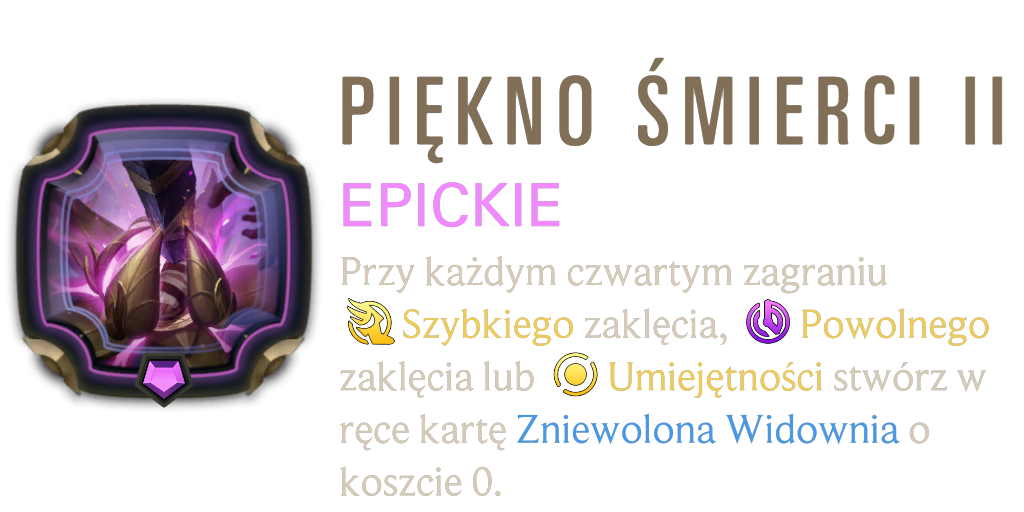 PIĘKNO ŚMIERCI II
EPICKIE
Przy każdym czwartym zagraniu
Szybkiego zaklęcia, Powolnego
zaklęcia lub Umiejętności stwórz w
ręce kartę Zniewolona Widownia o
koszcie 0.